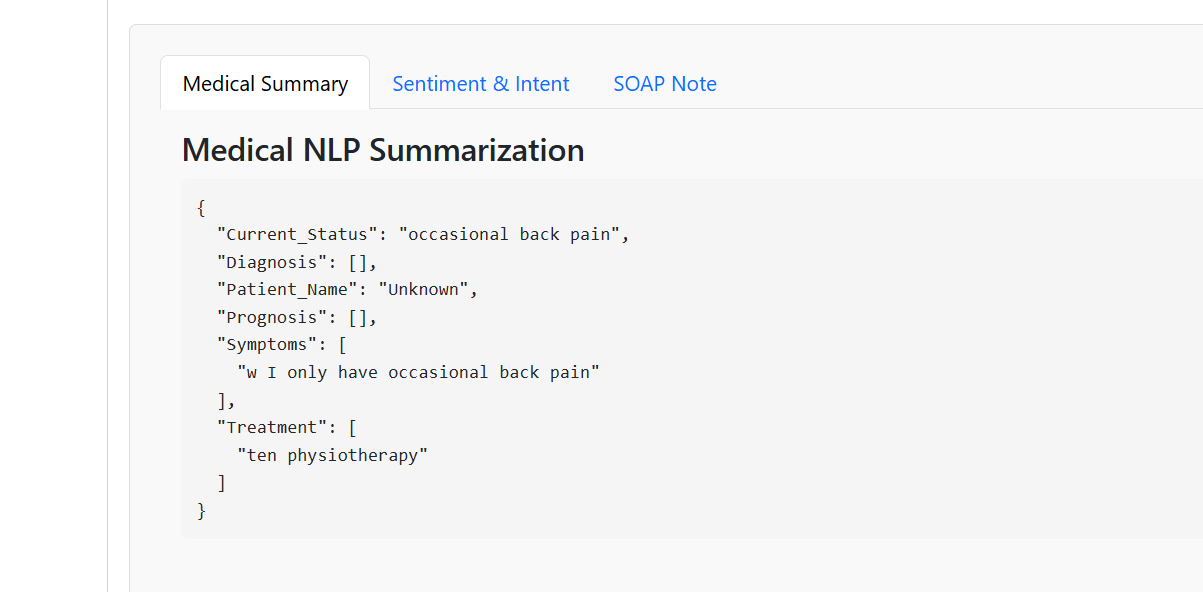 Medical Summary Sentiment & Intent SOAP Note
Medical NLP Summarization
{
  "Current_Status": "occasional back pain",
  "Diagnosis": [],
  "Patient_Name": "Unknown",
  "Prognosis": [],
  "Symptoms": [
    "w I only have occasional back pain"
  ],
  "Treatment": [
    "ten physiotherapy"
  ]
}